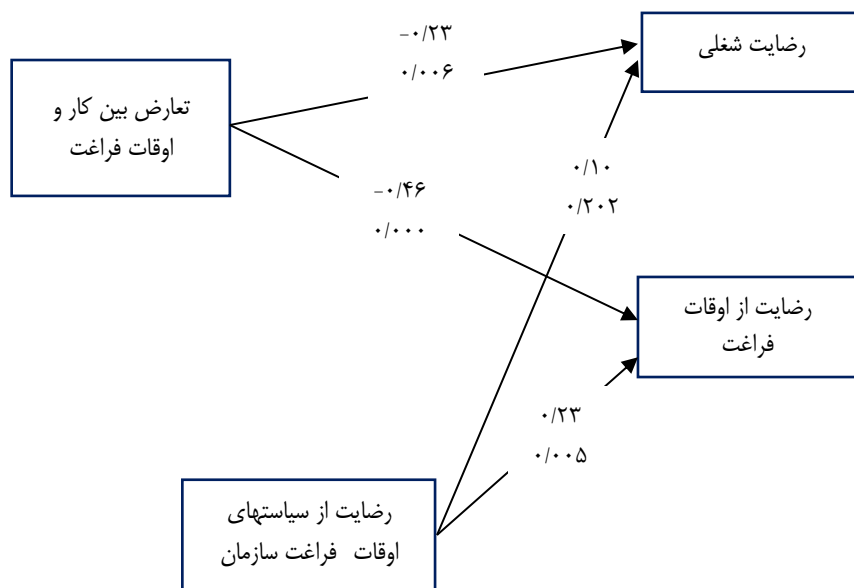 -۰/۲۳
۰/۰۰۶
رضایت شغلی
تعارض بین کار و
اوقات فراغت
۰/۱۰
۰/۲۰۲
-۰/۴۶
۰/۰۰۰
رضایت از اوقات
فراغت
۰/۲۳
۰/۰۰۵
رضایت از سیاستهای
اوقات فراغت سازمان